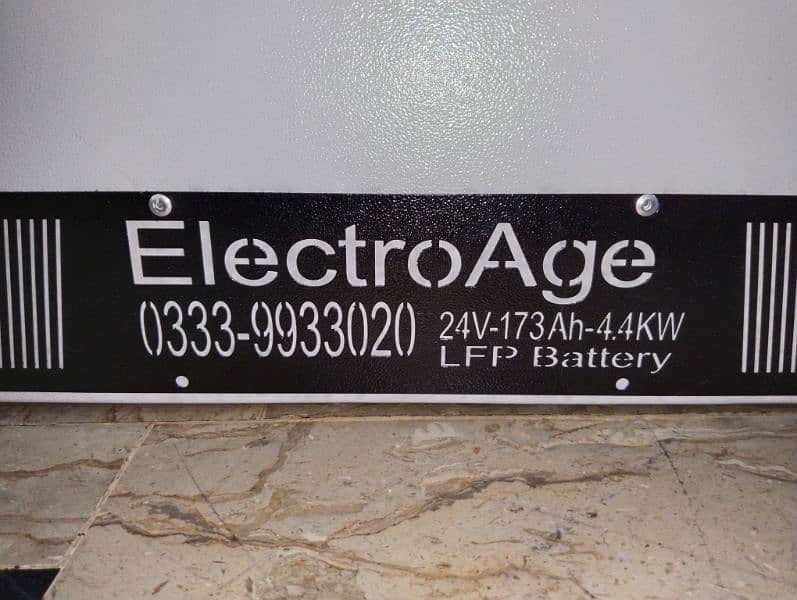 ElectroAge
0333-9933020
24V-173Ah-4.4KW
LFP Battery